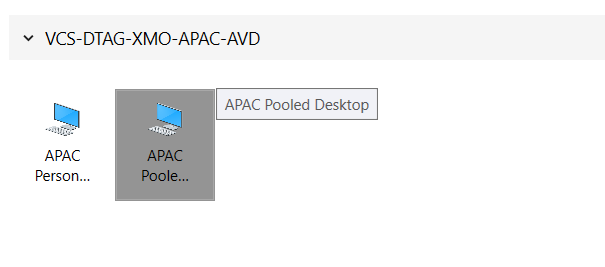 VCS-DTAG-XMO-APAC-AVD
APAC
Person...
APAC
Poole...
APAC Pooled Desktop